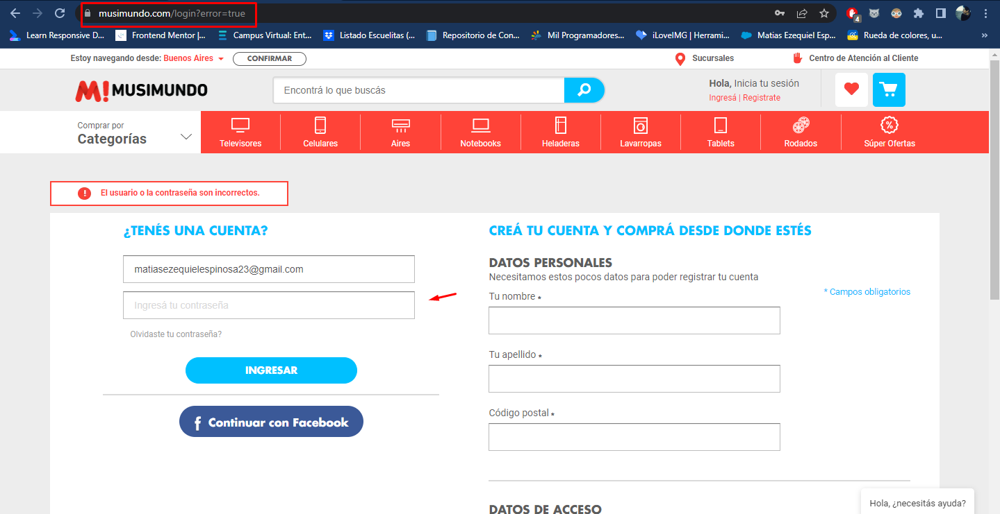 musimundo.com/login?error=true
4
Learn Responsive D...
Frontend Mentor |...
Campus Virtual: Ent...
Listado Escuelitas (...
Repositorio de Con...
Mil Programadores...
iLoveIMG | Herrami...
Matias Ezequiel Esp...
Rueda de colores, u...
»
Estoy navegando desde: Buenos Aires
CONFIRMAR
Sucursales
Centro de Atención al Cliente
M! MUSIMUNDO
Encontrá lo que buscás
Hola, Inicia tu sesión
Ingresá | Registrate
Comprar por
Categorías
Televisores
Celulares
Aires
Notebooks
Heladeras
Lavarropas
Tablets
Rodados
Súper Ofertas
! El usuario o la contraseña son incorrectos.
¿TENÉS UNA CUENTA?
matiasezequielespinosa23@gmail.com
Ingresá tu contraseña
Olvidaste tu contraseña?
INGRESAR
f Continuar con Facebook
CREÁ TU CUENTA Y COMPRÁ DESDE DONDE ESTÉS
DATOS PERSONALES
Necesitamos estos pocos datos para poder registrar tu cuenta
* Campos obligatorios
Tu nombre *
Tu apellido *
Código postal *
DATOS DE ACCESO
Hola, ¿necesitás ayuda?